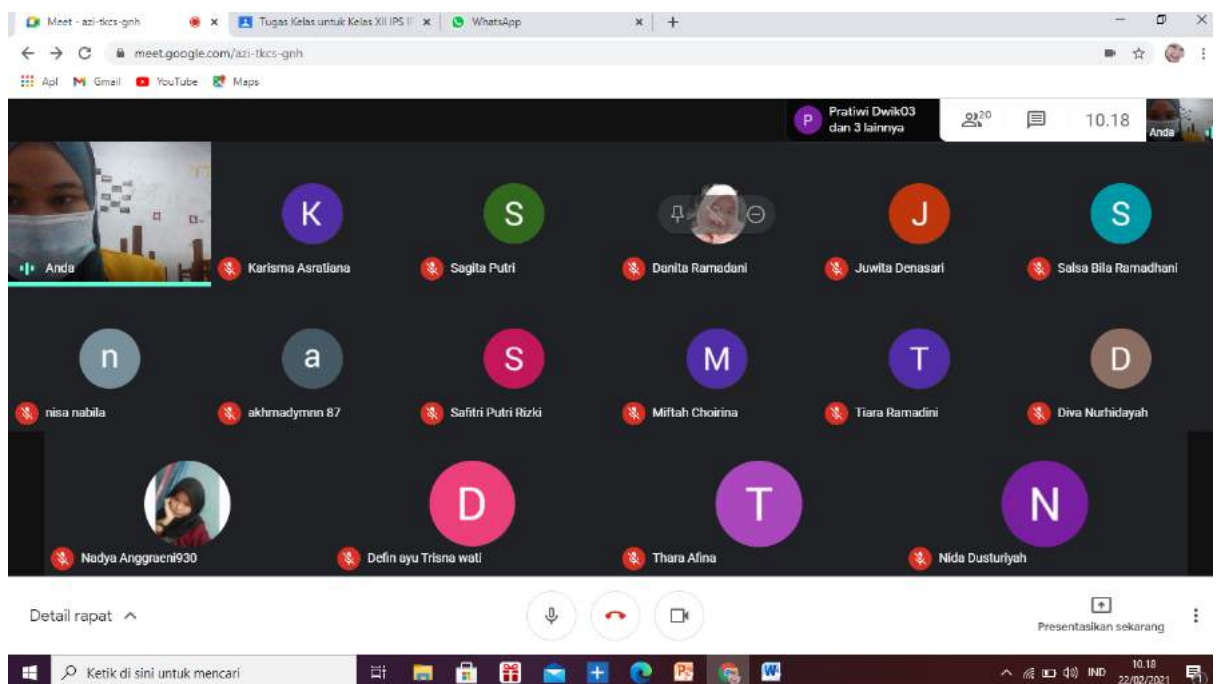 Meet - azi-tkcs-gnh
Tugas Kelas untuk Kelas XII IPS II
WhatsApp
meet.google.com/azi-tkcs-gnh
Apl Gmail YouTube Maps
P
Pratiwi Dwik03
dan 3 lainnya
20
10.18
Anda
Anda
K
Karisma Asratiana
S
Sagita Putri
Danita Ramadani
J
Juwita Denasari
S
Salsa Bila Ramadhani
n
nisa nabila
a
akhmadymnn 87
S
Safitri Putri Rizki
M
Miftah Choirina
T
Tiara Ramadini
D
Diva Nurhidayah
Nadya Anggraeni930
D
Defin ayu Trisna wati
T
Thara Afina
N
Nida Dusturiyah
Detail rapat
Presentasikan sekarang
Ketik di sini untuk mencari
IND
10.18
22/02/2021